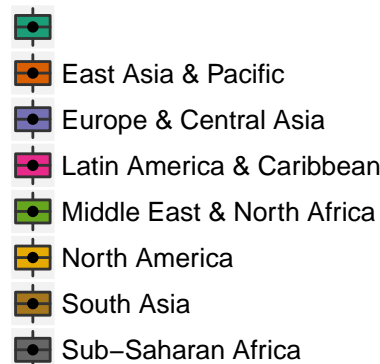 East Asia & Pacific
Europe & Central Asia
Latin America & Caribbean
Middle East & North Africa
North America
South Asia
Sub−Saharan Africa